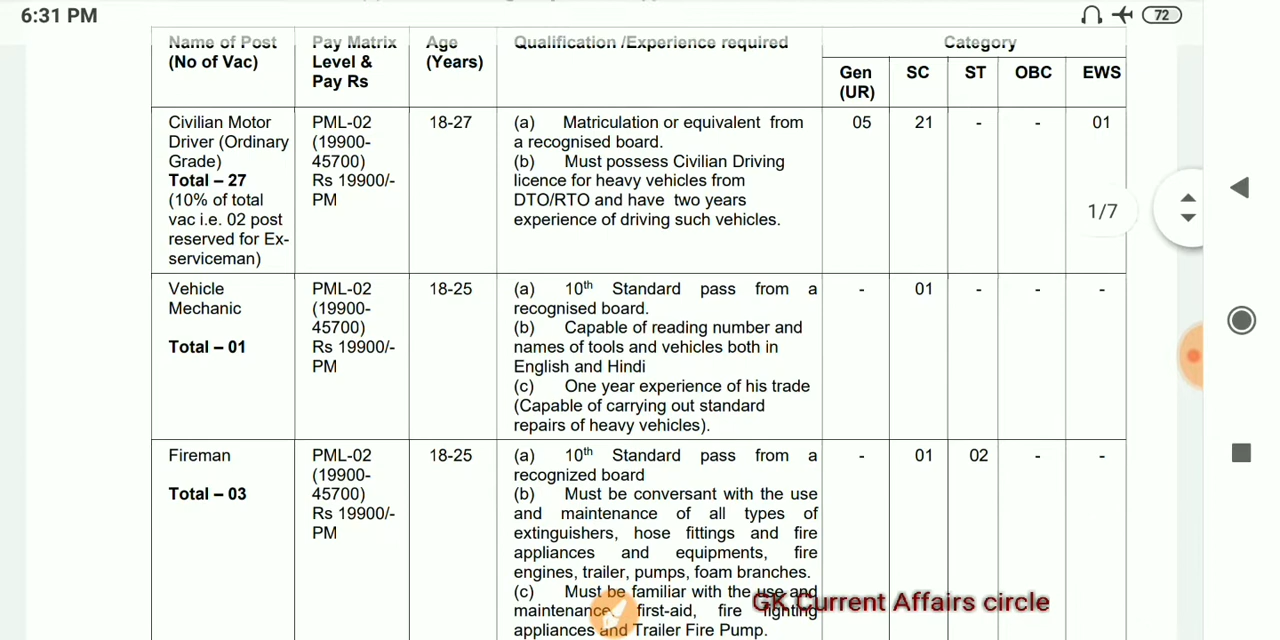 6:31 PM
72
Name of Post
(No of Vac)
Pay Matrix
Level &
Pay Rs
Age
(Years)
Qualification /Experience required
Category
Gen
(UR)
SC
ST
OBC
EWS
Civilian Motor
Driver (Ordinary
Grade)
Total – 27
(10% of total
vac i.e. 02 post
reserved for Ex-
serviceman)
PML-02
(19900-
45700)
Rs 19900/-
PM
18-27
(a) Matriculation or equivalent from
a recognised board.
(b) Must possess Civilian Driving
licence for heavy vehicles from
DTO/RTO and have two years
experience of driving such vehicles.
05
21
-
-
01
1/7
Vehicle
Mechanic
Total – 01
PML-02
(19900-
45700)
Rs 19900/-
PM
18-25
(a) 10th Standard pass from a
recognised board.
(b) Capable of reading number and
names of tools and vehicles both in
English and Hindi
(c) One year experience of his trade
(Capable of carrying out standard
repairs of heavy vehicles).
-
01
-
-
-
Fireman
Total – 03
PML-02
(19900-
45700)
Rs 19900/-
PM
18-25
(a) 10th Standard pass from a
recognized board
(b) Must be conversant with the use
and maintenance of all types of
extinguishers, hose fittings and fire
appliances and equipments, fire
engines, trailer, pumps, foam branches.
(c) Must be familiar with the use and
maintenance first-aid, fire fighting
appliances and Trailer Fire Pump.
-
01
02
-
-
GK Current Affairs circle